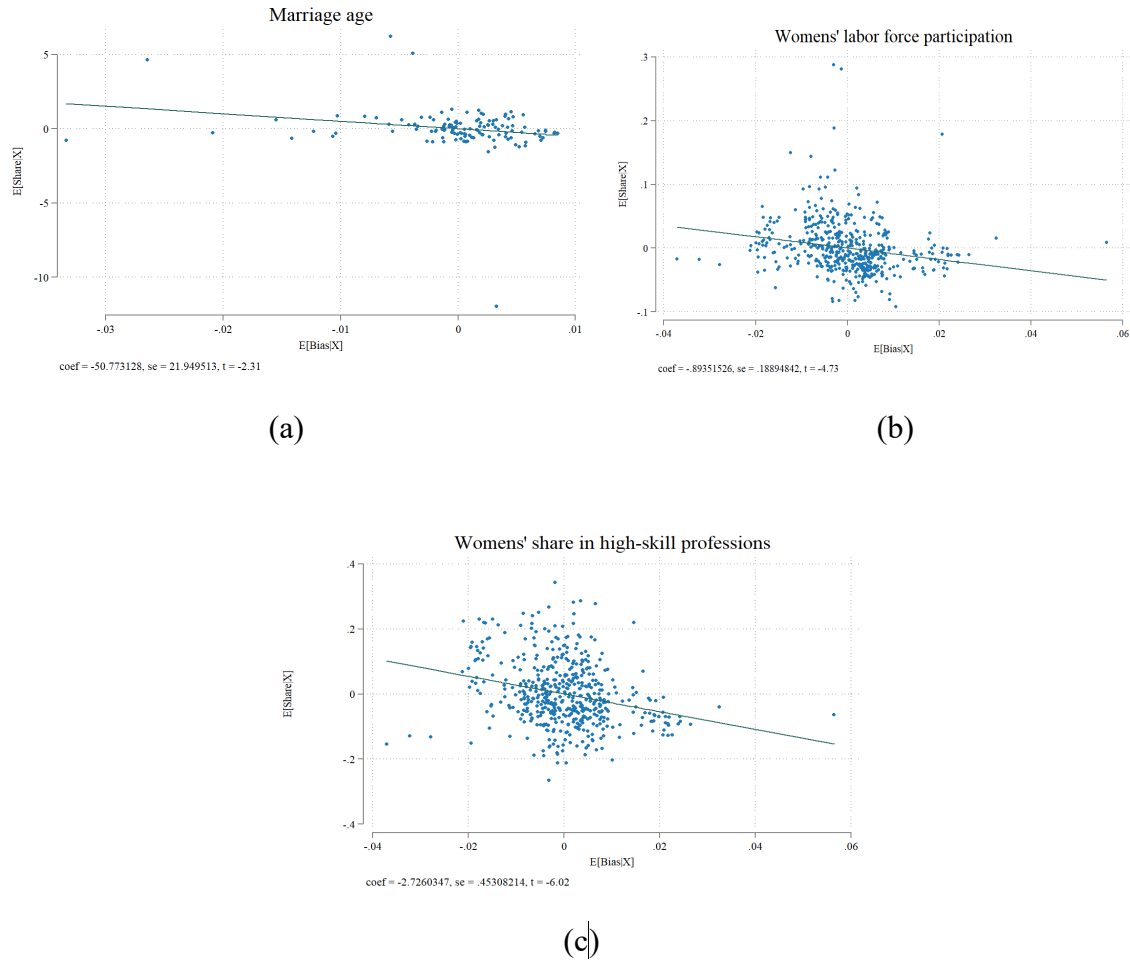 Marriage age
5
0
-5
-10
E[Share|X]
-.03
-.02
-.01
0
.01
E[Bias|X]
coef = -50.773128, se = 21.949513, t = -2.31
(a)
Womens' labor force participation
.3
.2
.1
0
-.1
E[Share|X]
-.04
-.02
0
.02
.04
.06
E[Bias|X]
coef = -.89351526, se = .18894842, t = -4.73
(b)
Womens' share in high-skill professions
.4
.2
0
-.2
-.4
E[Share|X]
-.04
-.02
0
.02
.04
.06
E[Bias|X]
coef = -2.7260347, se = .45308214, t = -6.02
(c)